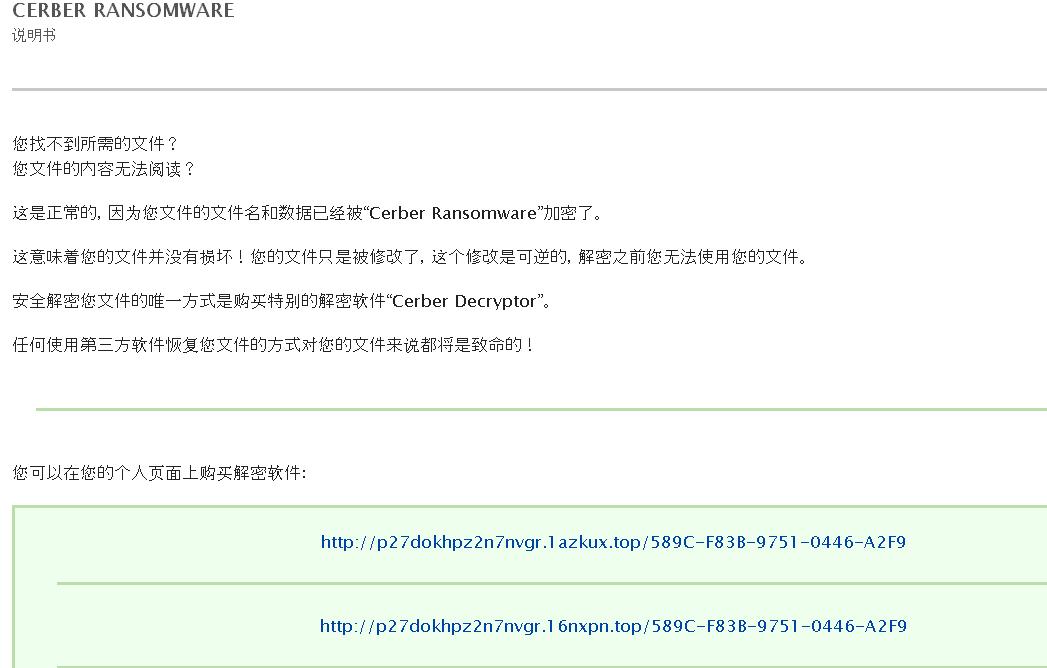 CERBER RANSOMWARE
说明书
您找不到所需的文件？
您文件的内容无法阅读？
这是正常的, 因为您文件的文件名和数据已经被“Cerber Ransomware”加密了。
这意味着您的文件并没有损坏！您的文件只是被修改了, 这个修改是可逆的, 解密之前您无法使用您的文件。
安全解密您文件的唯一方式是购买特别的解密软件“Cerber Decryptor”。
任何使用第三方软件恢复您文件的方式对您的文件来说都将是致命的！
您可以在您的个人页面上购买解密软件:
http://p27dokhpz2n7nvgr.1azkux.top/589C-F83B-9751-0446-A2F9
http://p27dokhpz2n7nvgr.16nxpn.top/589C-F83B-9751-0446-A2F9